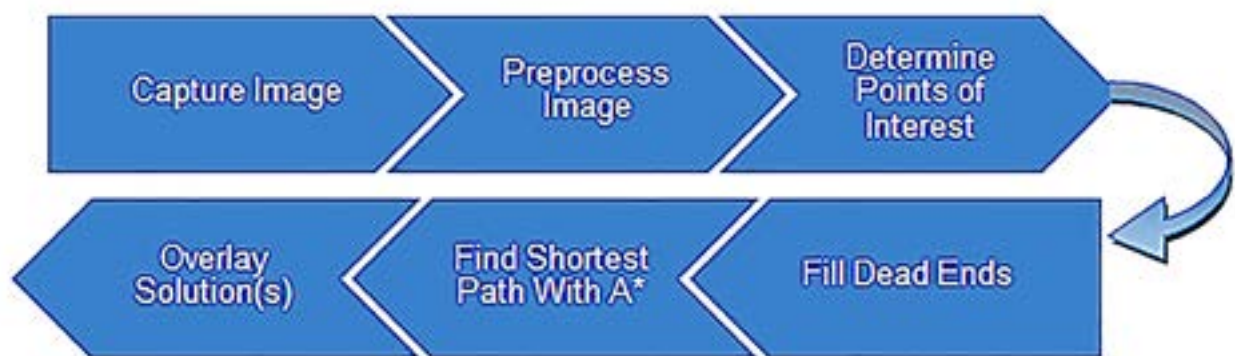 Capture Image
Preprocess
Image
Determine
Points of
Interest
Fill Dead Ends
Find Shortest
Path With A*
Overlay
Solution(s)